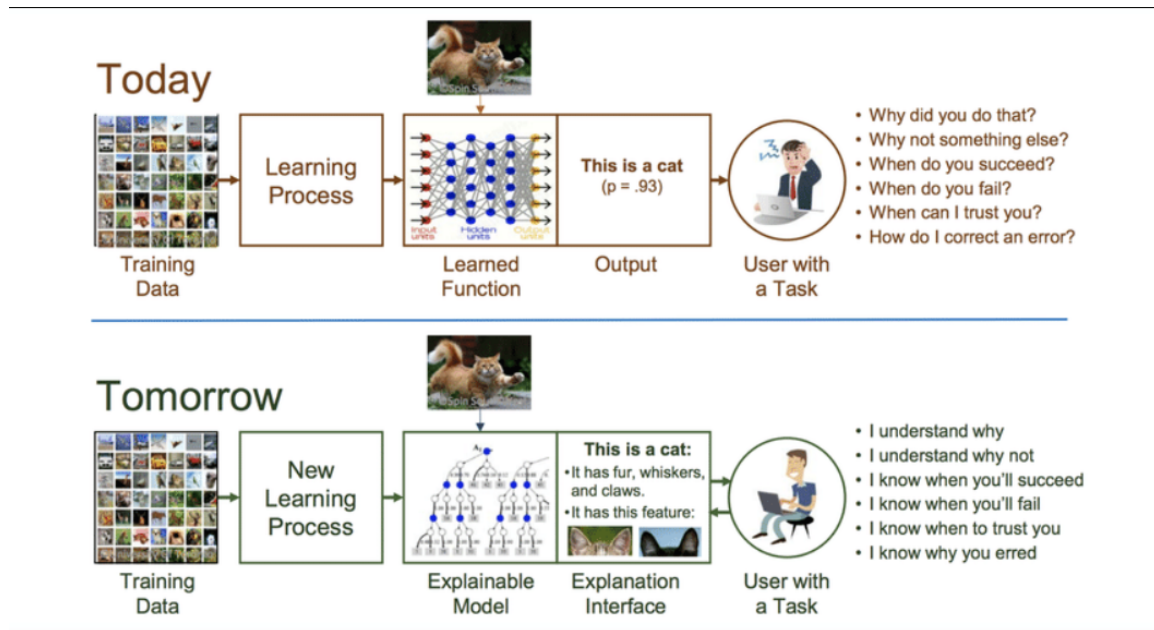 Today
Learning
Process
Input
units
Hidden
units
Output
units
This is a cat
(p = .93)
• Why did you do that?
• Why not something else?
• When do you succeed?
• When do you fail?
• When can I trust you?
• How do I correct an error?
Training
Data
Learned
Function
Output
User with
a Task
Tomorrow
New
Learning
Process
This is a cat:
• It has fur, whiskers,
and claws.
• It has this feature:
• I understand why
• I understand why not
• I know when you'll succeed
• I know when you'll fail
• I know when to trust you
• I know why you erred
Training
Data
Explainable
Model
Explanation
Interface
User with
a Task